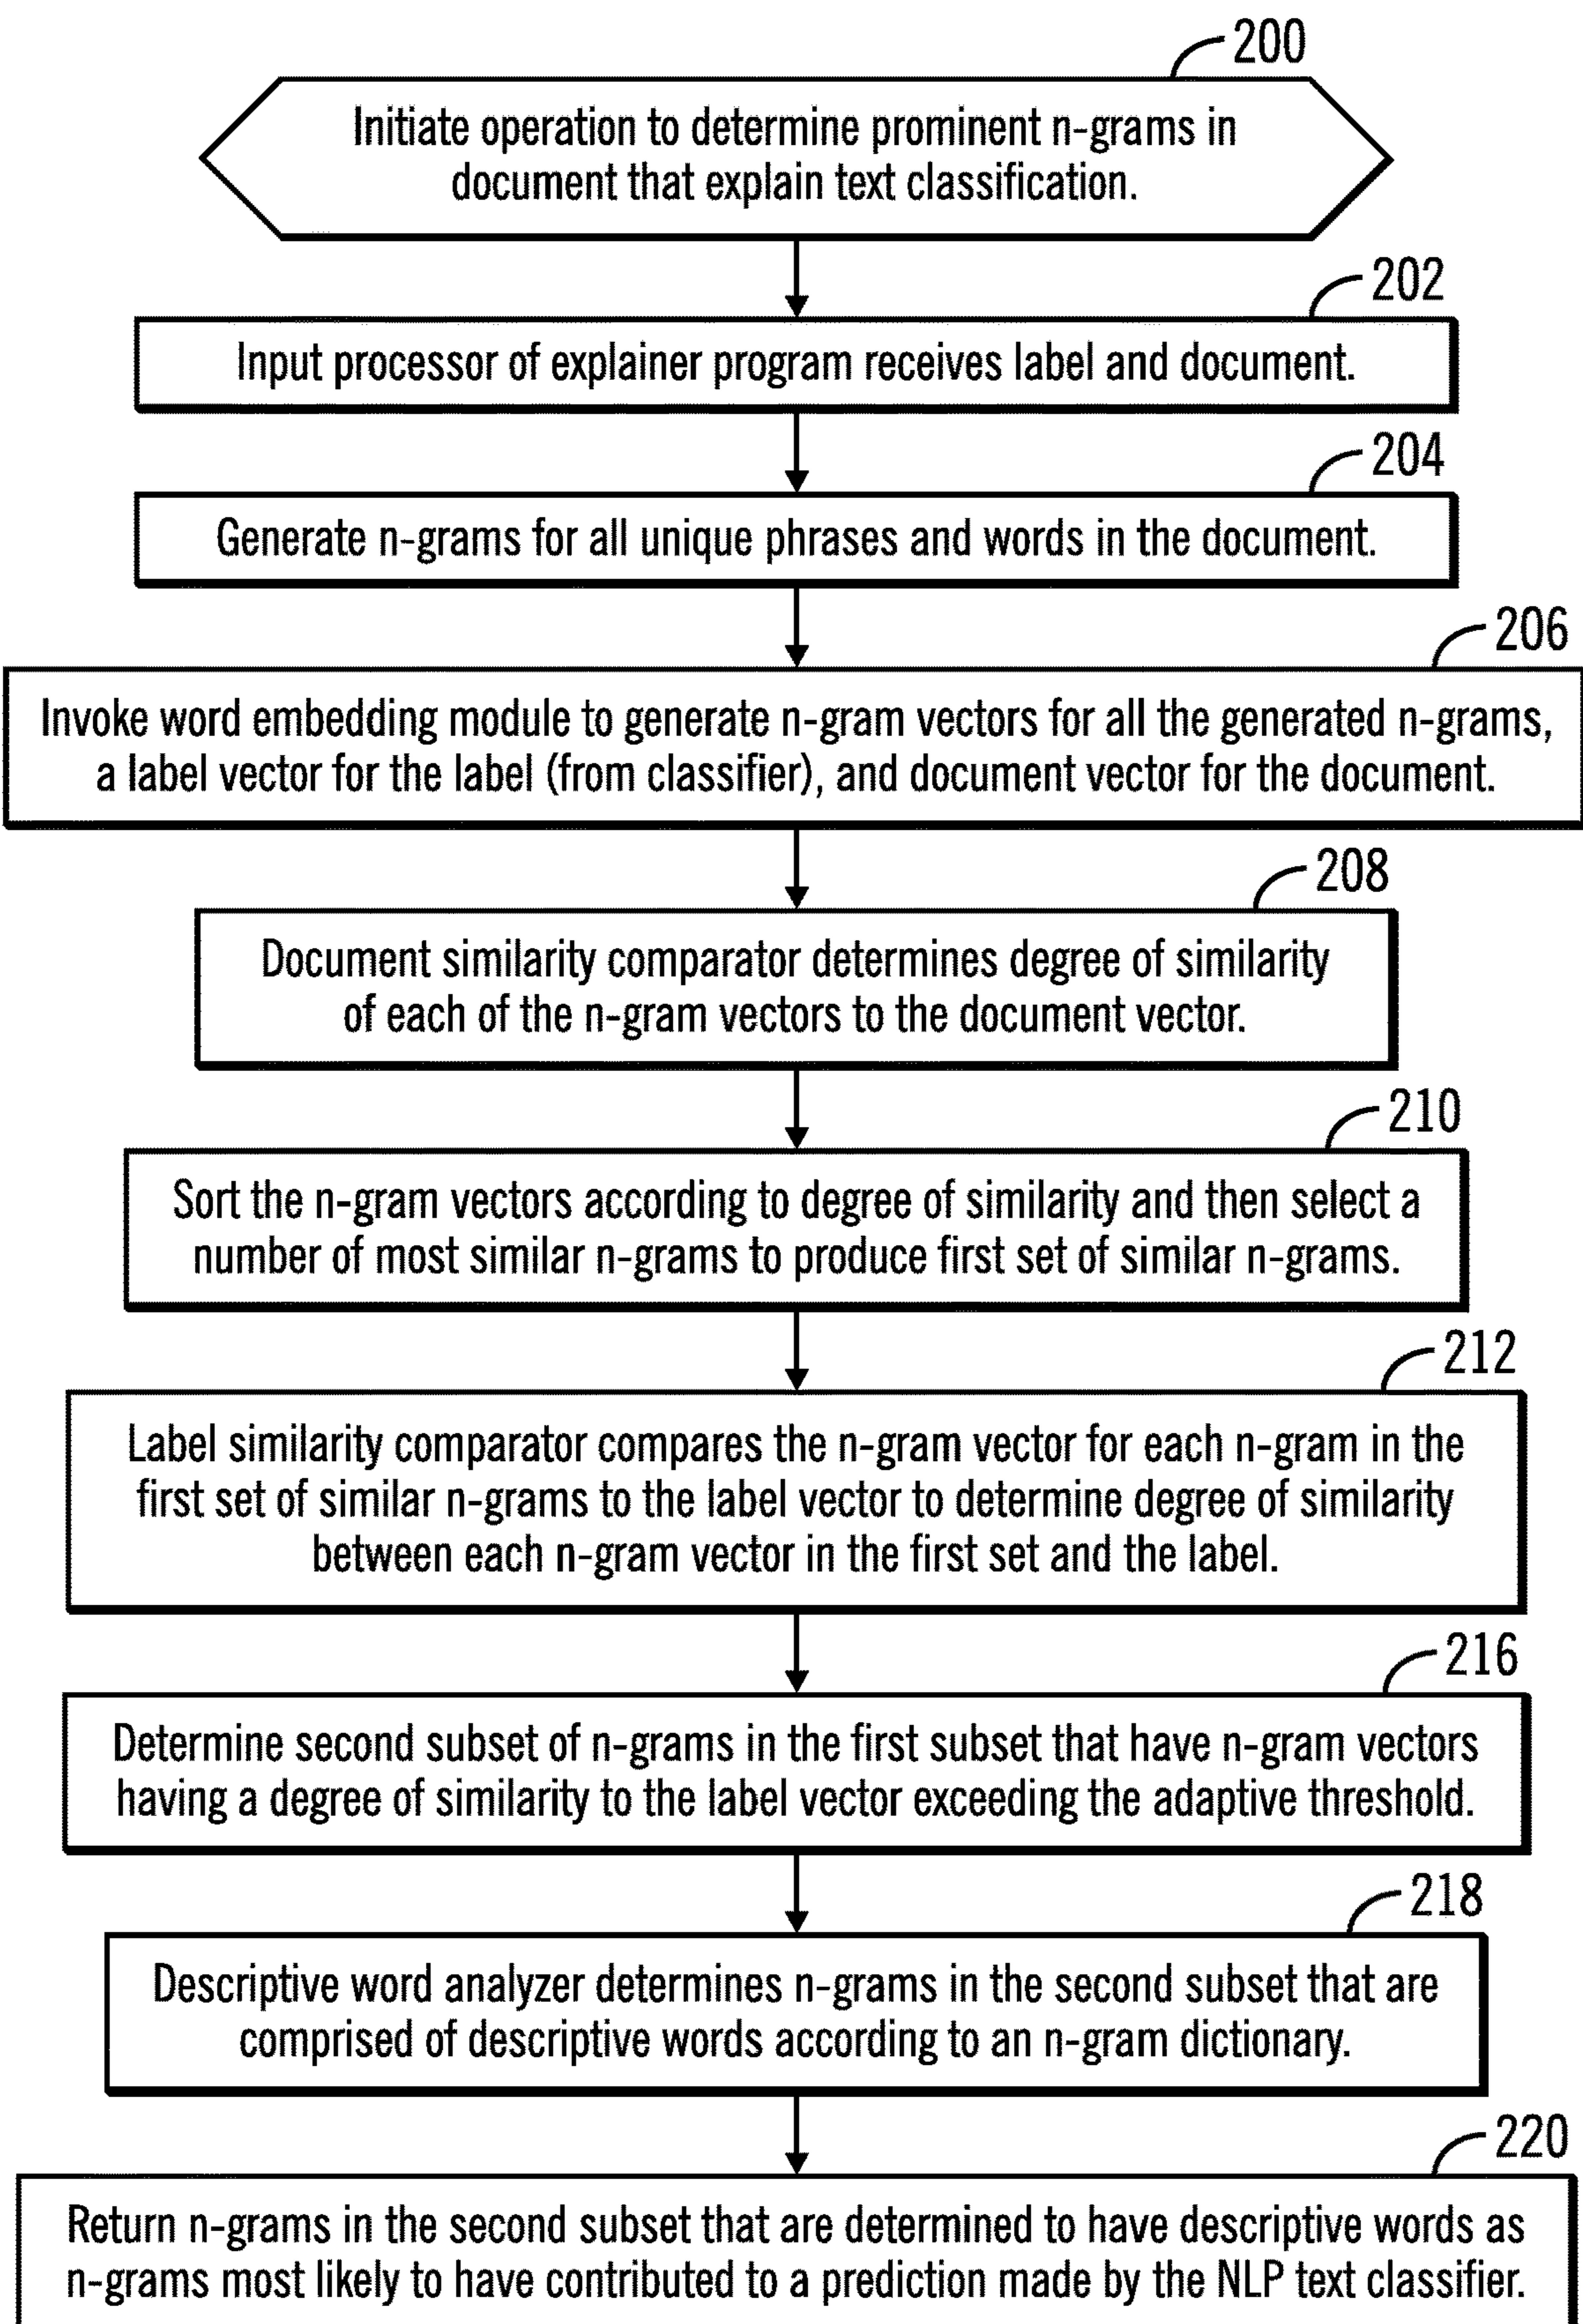 200
Initiate operation to determine prominent n-grams in
document that explain text classification.
202
Input processor of explainer program receives label and document.
204
Generate n-grams for all unique phrases and words in the document.
206
Invoke word embedding module to generate n-gram vectors for all the generated n-grams,
a label vector for the label (from classifier), and document vector for the document.
208
Document similarity comparator determines degree of similarity
of each of the n-gram vectors to the document vector.
210
Sort the n-gram vectors according to degree of similarity and then select a
number of most similar n-grams to produce first set of similar n-grams.
212
Label similarity comparator compares the n-gram vector for each n-gram in the
first set of similar n-grams to the label vector to determine degree of similarity
between each n-gram vector in the first set and the label.
216
Determine second subset of n-grams in the first subset that have n-gram vectors
having a degree of similarity to the label vector exceeding the adaptive threshold.
218
Descriptive word analyzer determines n-grams in the second subset that are
comprised of descriptive words according to an n-gram dictionary.
220
Return n-grams in the second subset that are determined to have descriptive words as
n-grams most likely to have contributed to a prediction made by the NLP text classifier.